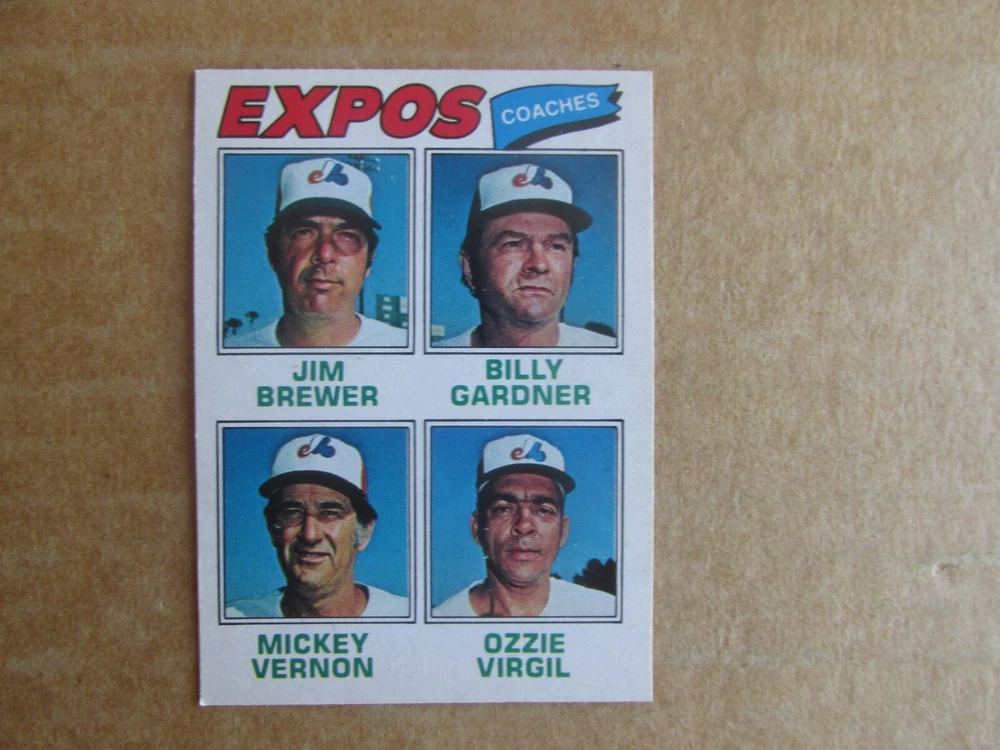 EXPOS
COACHES
JIM
BREWER
BILLY
GARDNER
MICKEY
VERNON
OZZIE
VIRGIL